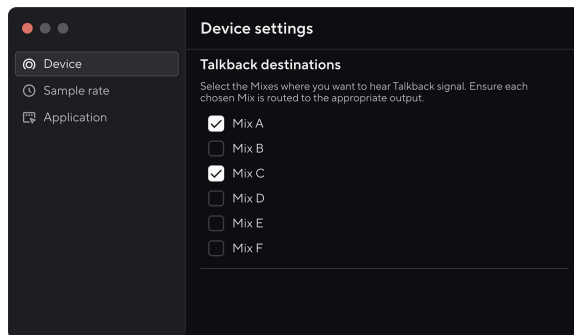 Device settings
Device
Sample rate
Application
Talkback destinations
Select the Mixes where you want to hear Talkback signal. Ensure each
chosen Mix is routed to the appropriate output.
Mix A
Mix B
Mix C
Mix D
Mix E
Mix F